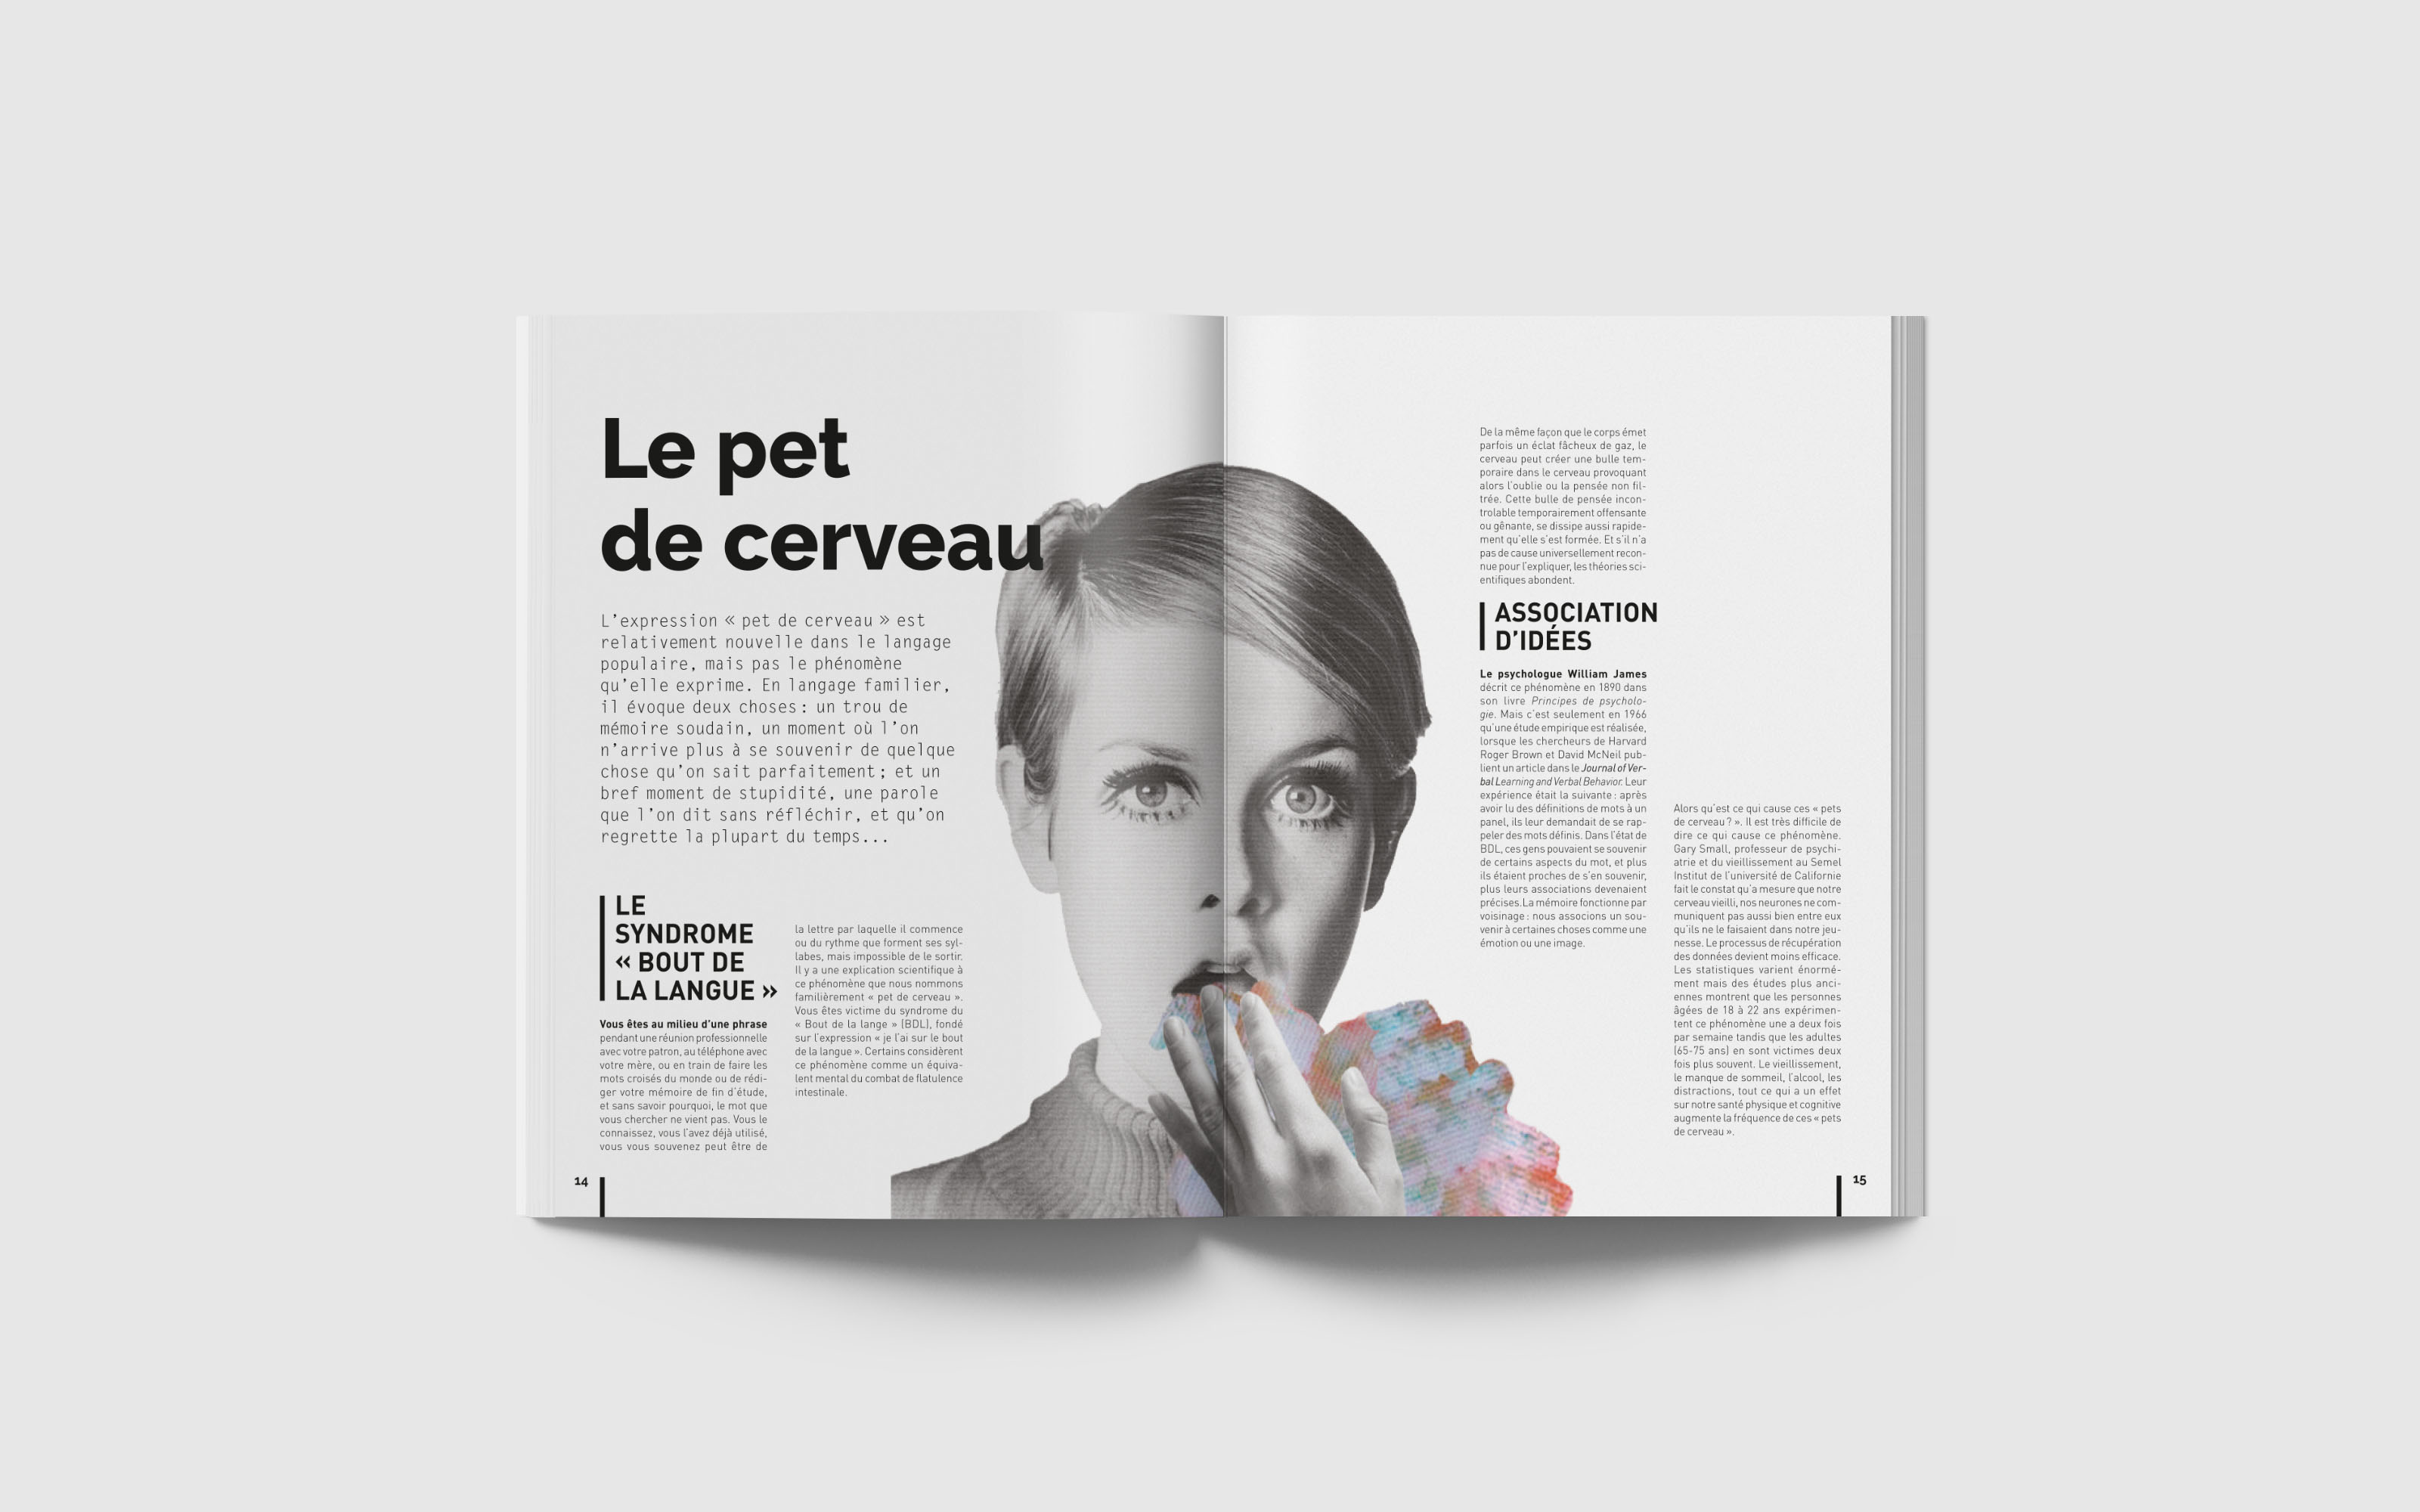 Le pet
de cerveau
L'expression « pet de cerveau » est
relativement nouvelle dans le langage
populaire, mais pas le phénomène
qu'elle exprime. En langage familier,
il évoque deux choses : un trou de
mémoire soudain, un moment où l'on
n'arrive plus à se souvenir de quelque
chose qu'on sait parfaitement ; et un
bref moment de stupidité, une parole
que l'on dit sans réfléchir, et qu'on
regrette la plupart du temps...
LE
SYNDROME
« BOUT DE
LA LANGUE »
Vous êtes au milieu d'une phrase
pendant une réunion professionnelle
avec votre patron, au téléphone avec
votre mère, ou en train de faire les
mots croisés du monde ou de rédi-
ger votre mémoire de fin d'étude,
et sans savoir pourquoi, le mot que
vous chercher ne vient pas. Vous le
connaissez, vous l'avez déjà utilisé,
vous vous souvenez peut être de
la lettre par laquelle il commence
ou du rythme que forment ses syl-
labes, mais impossible de le sortir.
Il y a une explication scientifique à
ce phénomène que nous nommons
familièrement « pet de cerveau ».
Vous êtes victime du syndrome du
« Bout de la lange » (BDL), fondé
sur l'expression « je l'ai sur le bout
de la langue ». Certains considèrent
ce phénomène comme un équiva-
lent mental du combat de flatulence
intestinale.
14
De la même façon que le corps émet
parfois un éclat fâcheux de gaz, le
cerveau peut créer une bulle tem-
poraire dans le cerveau provoquant
alors l'oublie ou la pensée non fil-
trée. Cette bulle de pensée incon-
trolable temporairement offensante
ou gênante, se dissipe aussi rapide-
ment qu'elle s'est formée. Et s'il n'a
pas de cause universellement recon-
nue pour l'expliquer, les théories sci-
entifiques abondent.
ASSOCIATION
D'IDÉES
Le psychologue William James
décrit ce phénomène en 1890 dans
son livre Principes de psycholo-
gie. Mais c'est seulement en 1966
qu'une étude empirique est réalisée,
lorsque les chercheurs de Harvard
Roger Brown et David McNeil pub-
lient un article dans le Journal of Ver-
bal Learning and Verbal Behavior. Leur
expérience était la suivante : après
avoir lu des définitions de mots à un
panel, ils leur demandait de se rap-
peler des mots définis. Dans l'état de
BDL, ces gens pouvaient se souvenir
de certains aspects du mot, et plus
ils étaient proches de s'en souvenir,
plus leurs associations devenaient
précises.La mémoire fonctionne par
voisinage : nous associons un sou-
venir à certaines choses comme une
émotion ou une image.
Alors qu'est ce qui cause ces « pets
de cerveau ? ». Il est très difficile de
dire ce qui cause ce phénomène.
Gary Small, professeur de psychi-
atrie et du vieillissement au Semel
Institut de l'université de Californie
fait le constat qu'a mesure que notre
cerveau vieilli, nos neurones ne com-
muniquent pas aussi bien entre eux
qu'ils ne le faisaient dans notre jeu-
nesse. Le processus de récupération
des données devient moins efficace.
Les statistiques varient énormé-
ment mais des études plus anci-
ennes montrent que les personnes
âgées de 18 à 22 ans expérimen-
tent ce phénomène une a deux fois
par semaine tandis que les adultes
(65-75 ans) en sont victimes deux
fois plus souvent. Le vieillissement,
le manque de sommeil, l'alcool, les
distractions, tout ce qui a un effet
sur notre santé physique et cognitive
augmente la fréquence de ces « pets
de cerveau ».
15